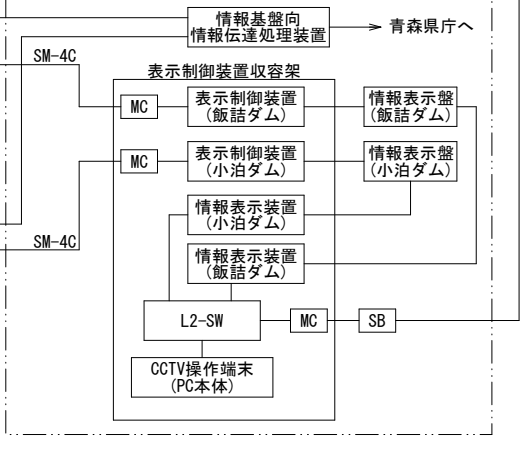 情報基盤向
情報伝達処理装置
青森県庁へ
SM-4C
表示制御装置収容架
MC
表示制御装置
(飯詰ダム)
情報表示盤
(飯詰ダム)
MC
表示制御装置
(小泊ダム)
情報表示盤
(小泊ダム)
情報表示装置
(小泊ダム)
SM-4C
情報表示装置
(飯詰ダム)
L2-SW
MC
SB
CCTV操作端末
(PC本体)